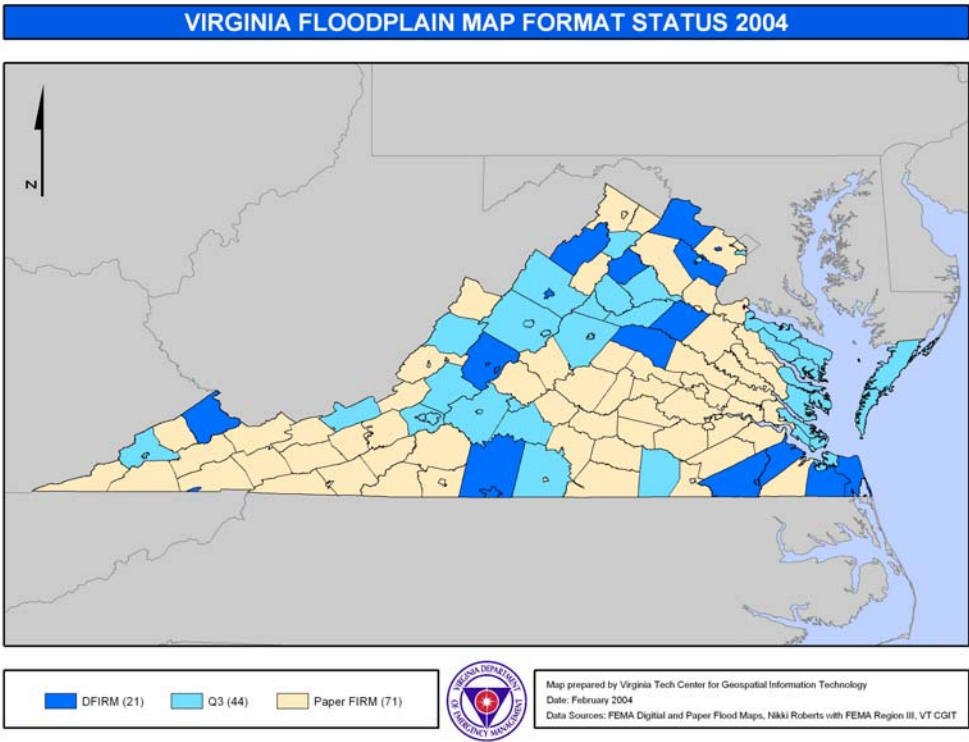 VIRGINIA FLOODPLAIN MAP FORMAT STATUS 2004
N
DFIRM (21)
Q3 (44)
Paper FIRM (71)
VIRGINIA DEPARTMENT
OF EMERGENCY MANAGEMENT
Map prepared by Virginia Tech Center for Geospatial Information Technology
Date: February 2004
Data Sources: FEMA Digitial and Paper Flood Maps, Nikki Roberts with FEMA Region III, VT CGIT